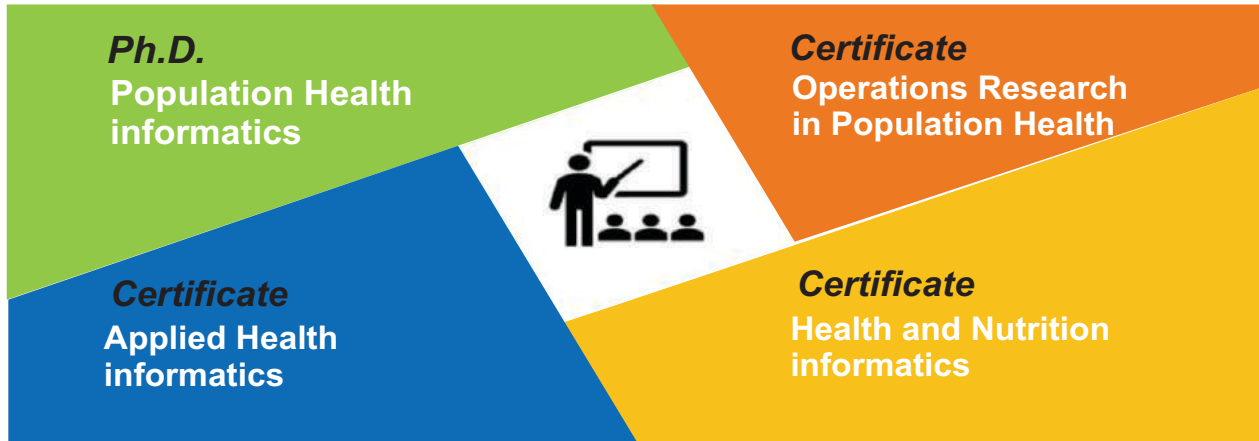 Ph.D.
Population Health
informatics
Certificate
Operations Research
in Population Health
Certificate
Applied Health
informatics
Certificate
Health and Nutrition
informatics